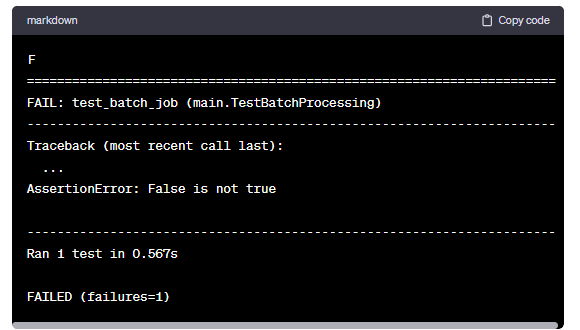 markdown
Copy code
F
======================================================================
FAIL: test_batch_job (main.TestBatchProcessing)
----------------------------------------------------------------------
Traceback (most recent call last):
  ...
AssertionError: False is not true
----------------------------------------------------------------------
Ran 1 test in 0.567s
FAILED (failures=1)